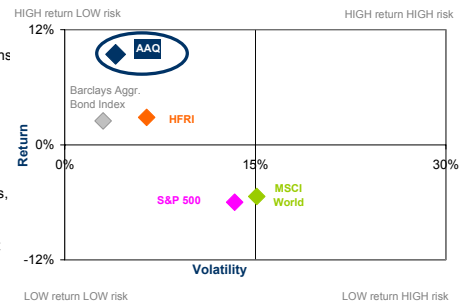 HIGH return LOW risk
HIGH return HIGH risk
12%
AAQ
Barclays Aggr.
Bond Index
HFRI
Return
0%
0%
15%
30%
S&P 500
MSCI
World
-12%
Volatility
LOW return LOW risk
LOW return HIGH risk